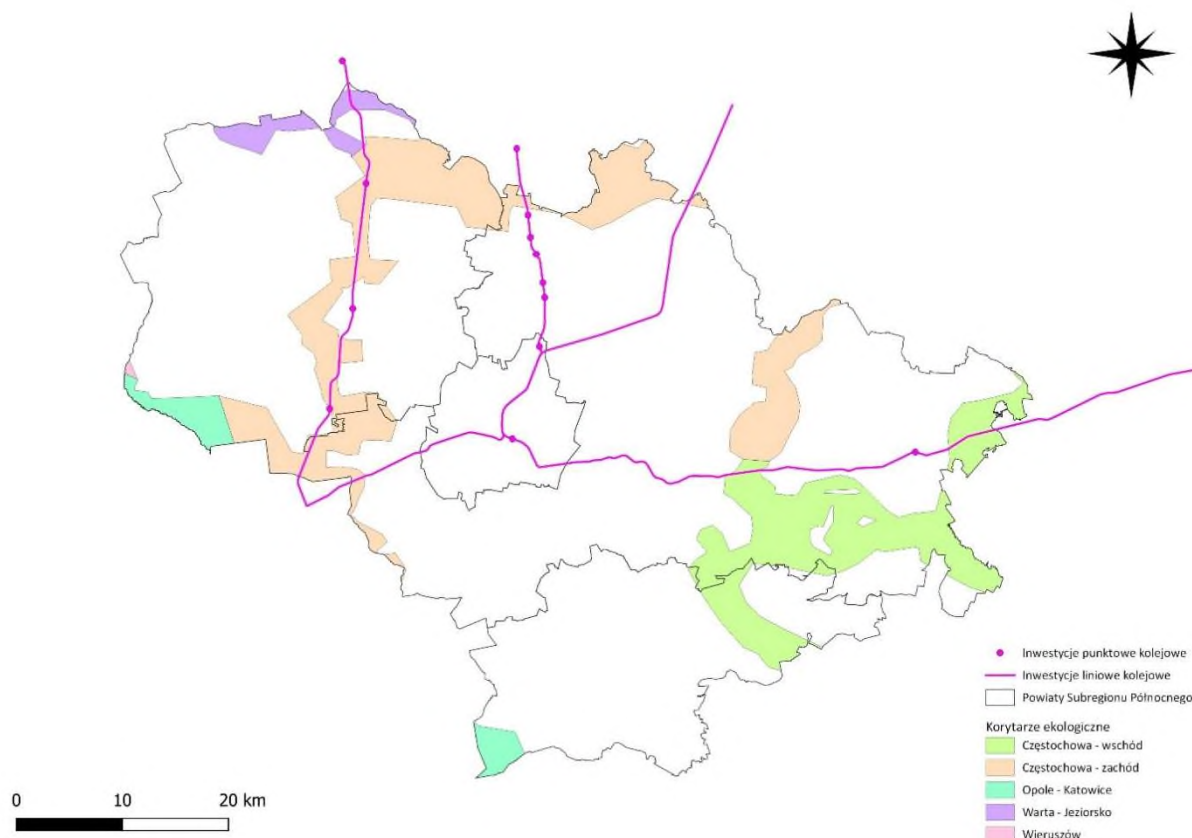 Inwestycje punktowe kolejowe
Inwestycje liniowe kolejowe
Powiaty Subregionu Północnego
Korytarze ekologiczne
Częstochowa - wschód
Częstochowa - zachód
Opole - Katowice
Warta - Jeziorsko
Wieruszów
0 10 20 km